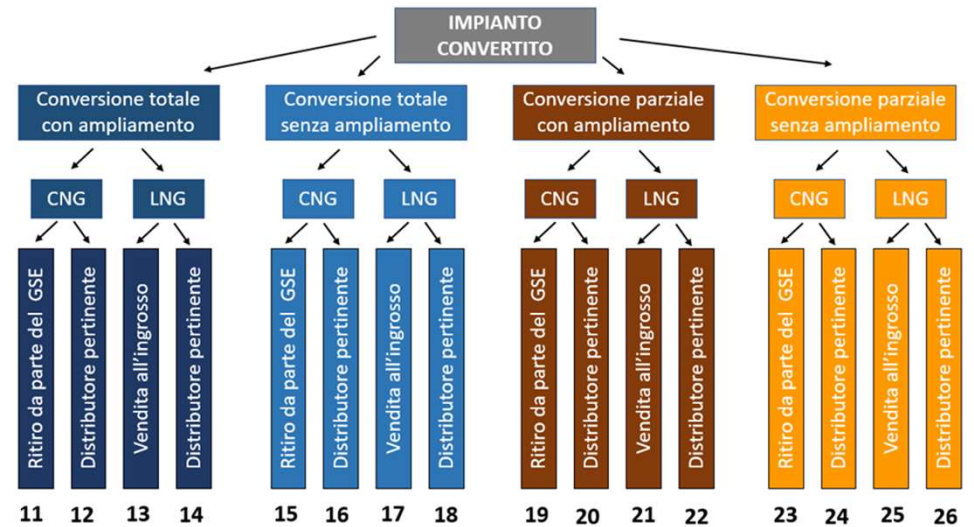 IMPIANTO
CONVERTITO
Conversione totale
con ampliamento
Conversione totale
senza ampliamento
Conversione parziale
con ampliamento
Conversione parziale
senza ampliamento
CNG
LNG
CNG
LNG
CNG
LNG
CNG
LNG
Ritiro da parte del GSE
Distributore pertinente
Vendita all'ingrosso
Distributore pertinente
Ritiro da parte del GSE
Distributore pertinente
Vendita all'ingrosso
Distributore pertinente
Ritiro da parte del GSE
Distributore pertinente
Vendita all'ingrosso
Distributore pertinente
Ritiro da parte del GSE
Distributore pertinente
Vendita all'ingrosso
Distributore pertinente
11 12 13 14 15 16 17 18 19 20 21 22 23 24 25 26